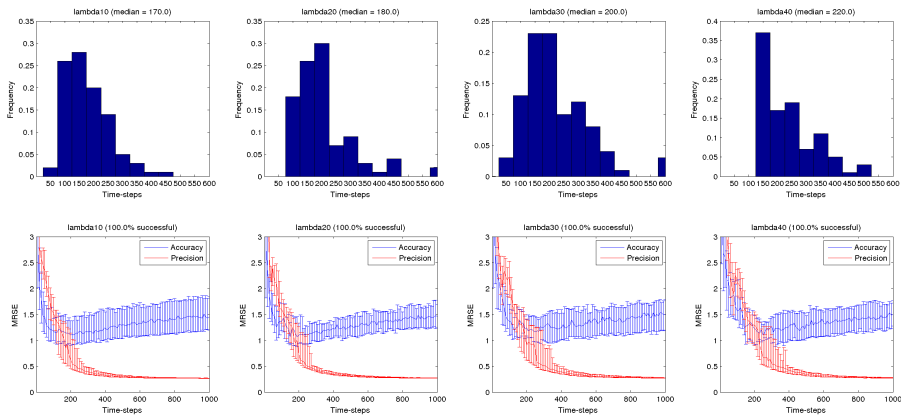 lambda10 (median = 170.0)
0.35
0.3
0.25
0.2
0.15
0.1
0.05
0
Frequency
50 100 150 200 250 300 350 400 450 500 550 600
Time-steps
lambda20 (median = 180.0)
0.35
0.3
0.25
0.2
0.15
0.1
0.05
0
Frequency
50 100 150 200 250 300 350 400 450 500 550 600
Time-steps
lambda30 (median = 200.0)
0.25
0.2
0.15
0.1
0.05
0
Frequency
50 100 150 200 250 300 350 400 450 500 550 600
Time-steps
lambda40 (median = 220.0)
0.4
0.35
0.3
0.25
0.2
0.15
0.1
0.05
0
Frequency
50 100 150 200 250 300 350 400 450 500 550 600
Time-steps
lambda10 (100.0% successful)
3
2.5
2
1.5
1
0.5
0
MRSE
Accuracy
Precision
200 400 600 800 1000
Time-steps
lambda20 (100.0% successful)
3
2.5
2
1.5
1
0.5
0
MRSE
Accuracy
Precision
200 400 600 800 1000
Time-steps
lambda30 (100.0% successful)
3
2.5
2
1.5
1
0.5
0
MRSE
Accuracy
Precision
200 400 600 800 1000
Time-steps
lambda40 (100.0% successful)
3
2.5
2
1.5
1
0.5
0
MRSE
Accuracy
Precision
200 400 600 800 1000
Time-steps